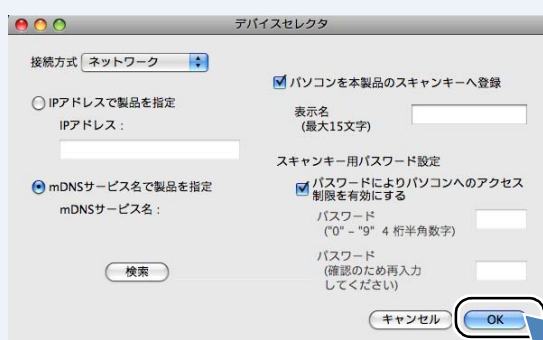 デバイスセレクタ
接続方式 ネットワーク
IPアドレスで製品を指定
IPアドレス：
mDNSサービス名で製品を指定
mDNSサービス名：
検索
パソコンを本製品のスキャンキーへ登録
表示名
(最大15文字)
スキャンキー用パスワード設定
パスワードによりパソコンへのアクセス
制限を有効にする
パスワード
("0" – "9" 4 桁半角数字)
パスワード
(確認のため再入力
してください)
キャンセル OK